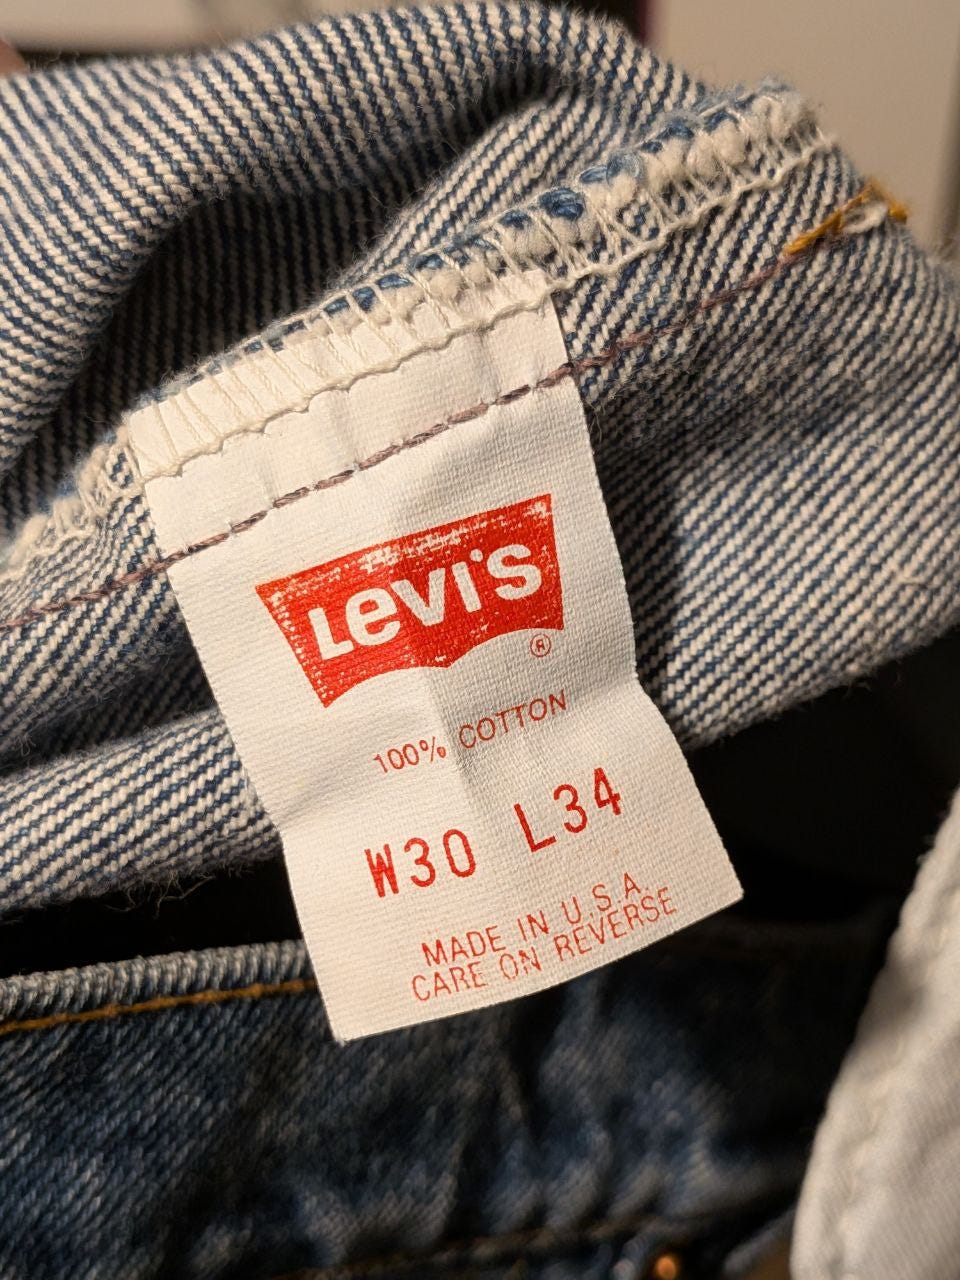 Levi's
®
100% COTTON
W30 L34
MADE IN U.S.A.
CARE ON REVERSE